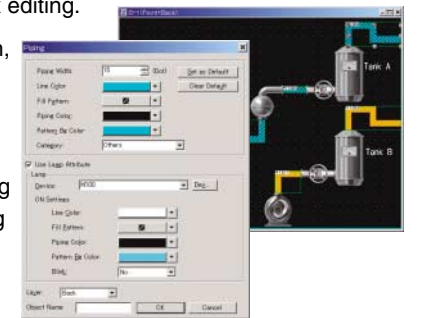 editing.
Piping
Piping Width: (Dot) Set as Default
Line Color Clear Default
Fill Pattern
Piping Color:
Pattern Bg Color
Category: Others
Use Lamp Attribute
Lamp
Device:
ON Settings
Line Color:
Fill Pattern:
Piping Color:
Pattern Bg Color:
Blink: No
Layer: Back
Object Name OK Cancel
Tank A
Tank B